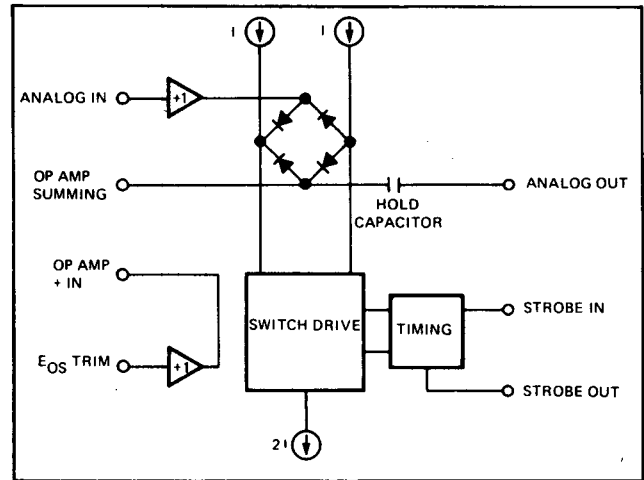 I
I
ANALOG IN
+1
OP AMP
SUMMING
ANALOG OUT
HOLD
CAPACITOR
OP AMP
+ IN
SWITCH DRIVE
TIMING
STROBE IN
EOS TRIM
+1
STROBE OUT
2I